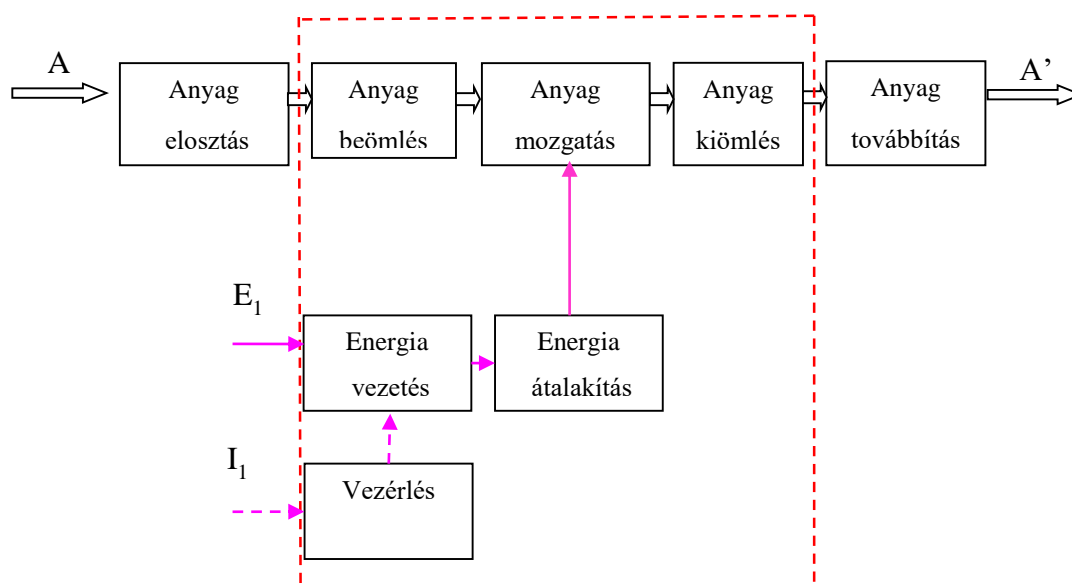 A
Anyag
elosztás
Anyag
beömlés
Anyag
mozgatás
Anyag
kiömlés
Anyag
továbbítás
A’
E₁
Energia
vezetés
Energia
átalakítás
I₁
Vezérlés